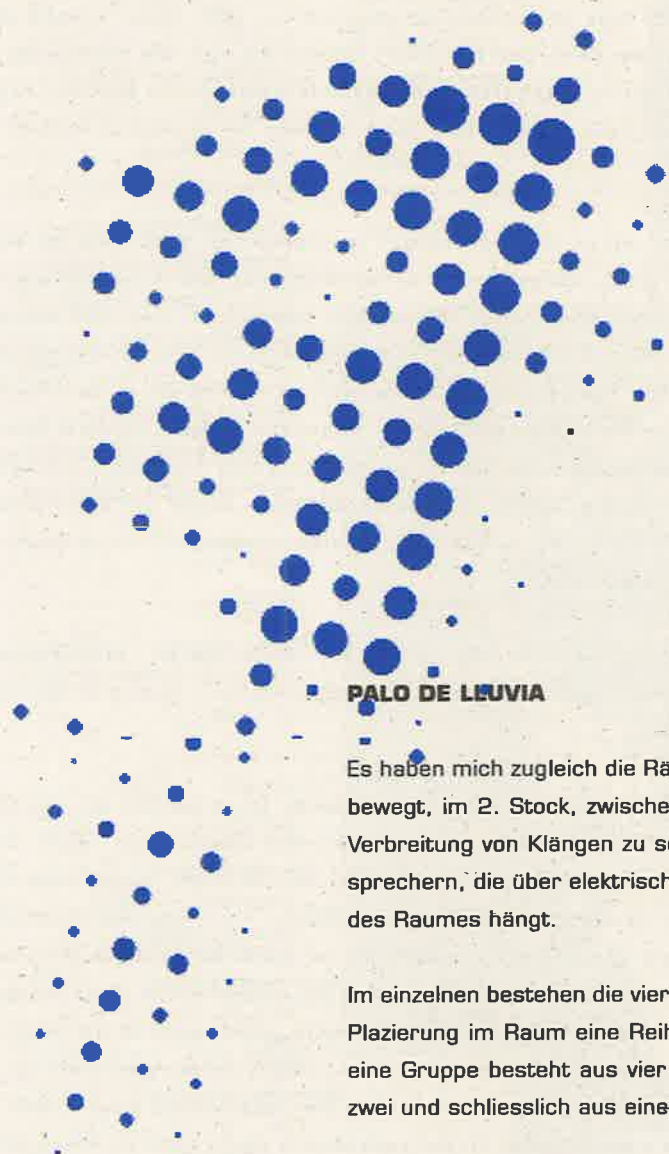 PALO DE LLUVIA
Es haben mich zugleich die Rä
bewegt, im 2. Stock, zwische
Verbreitung von Klängen zu s
sprechern, die über elektrisch
des Raumes hängt.
Im einzelnen bestehen die vier
Plazierung im Raum eine Reih
eine Gruppe besteht aus vier
zwei und schliesslich aus eine